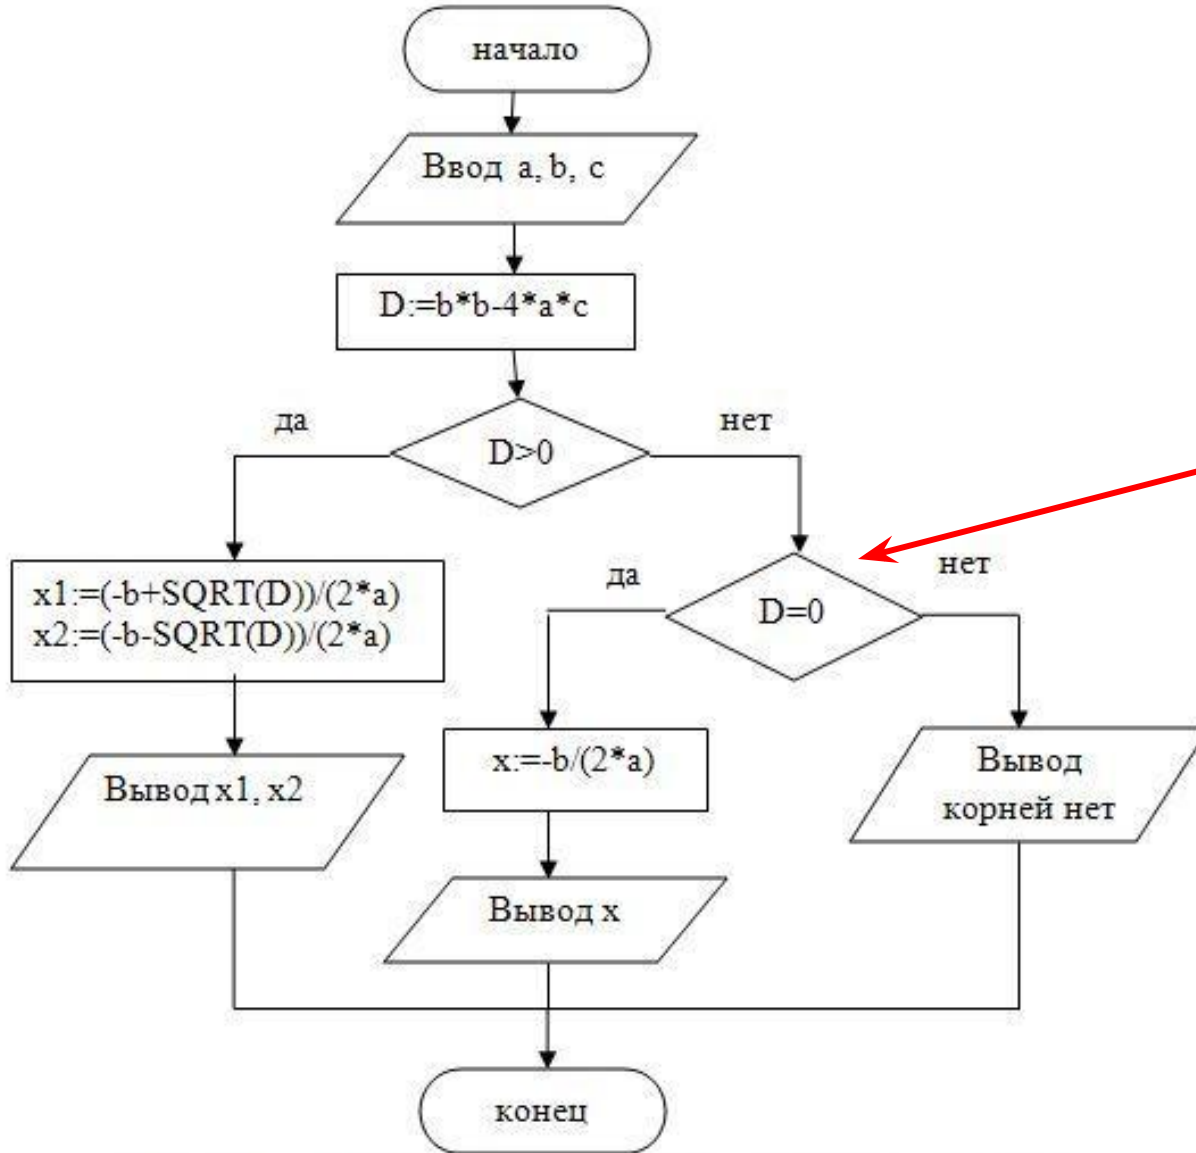 начало
Ввод a, b, c
D:=b*b-4*a*c
да
нет
D>0
x1:=(-b+SQRT(D))/(2*a)
x2:=(-b-SQRT(D))/(2*a)
да
нет
D=0
Вывод x1, x2
x:=-b/(2*a)
Вывод
корней нет
Вывод x
конец